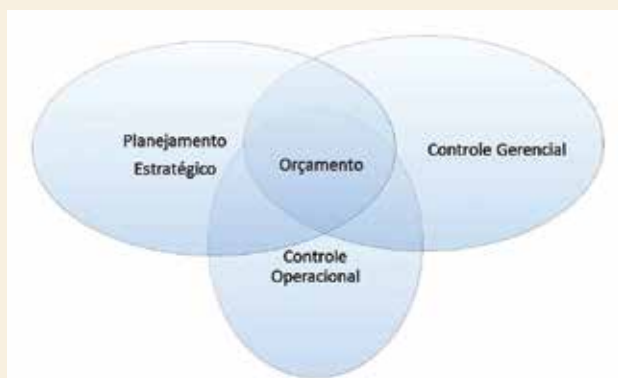 Planejamento
Estratégico
Orçamento
Controle Gerencial
Controle
Operacional